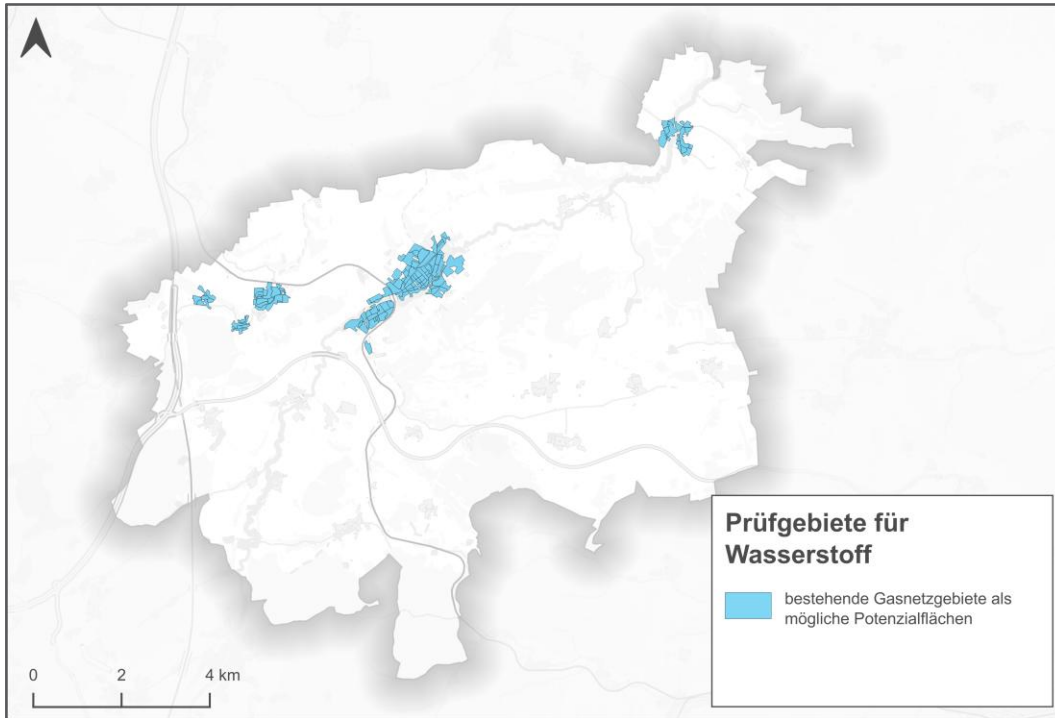 Prüfgebiete für
Wasserstoff
bestehende Gasnetzgebiete als
mögliche Potenzialflächen
0 2 4 km